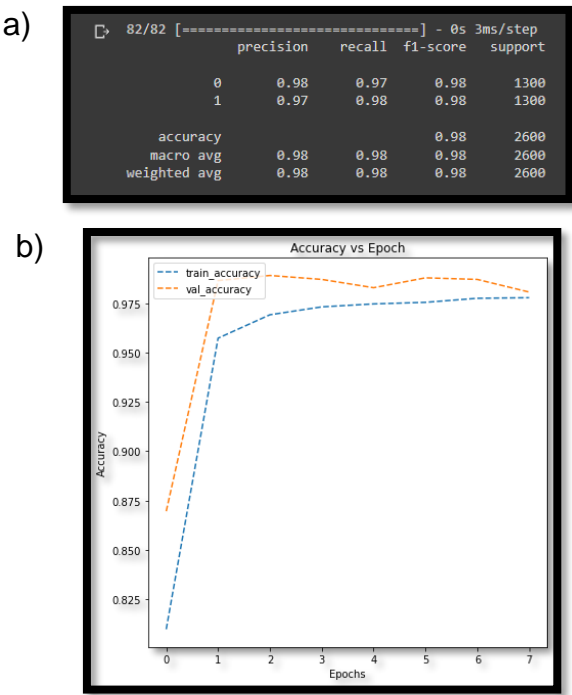 a)
82/82 [==============================] - 0s 3ms/step
precision recall f1-score support
0 0.98 0.97 0.98 1300
1 0.97 0.98 0.98 1300
accuracy 0.98 2600
macro avg 0.98 0.98 0.98 2600
weighted avg 0.98 0.98 0.98 2600
b)
Accuracy vs Epoch
train_accuracy
val_accuracy
0.975
0.950
0.925
0.900
0.875
0.850
0.825
Accuracy
0 1 2 3 4 5 6 7
Epochs